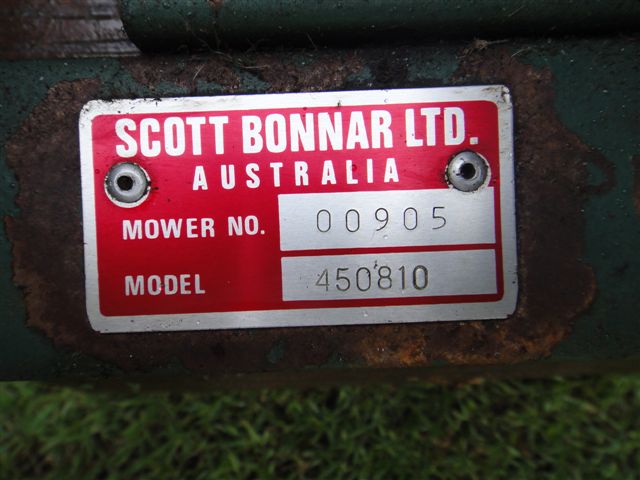 SCOTT BONNAR LTD.
AUSTRALIA
MOWER NO. 00905
MODEL 450810